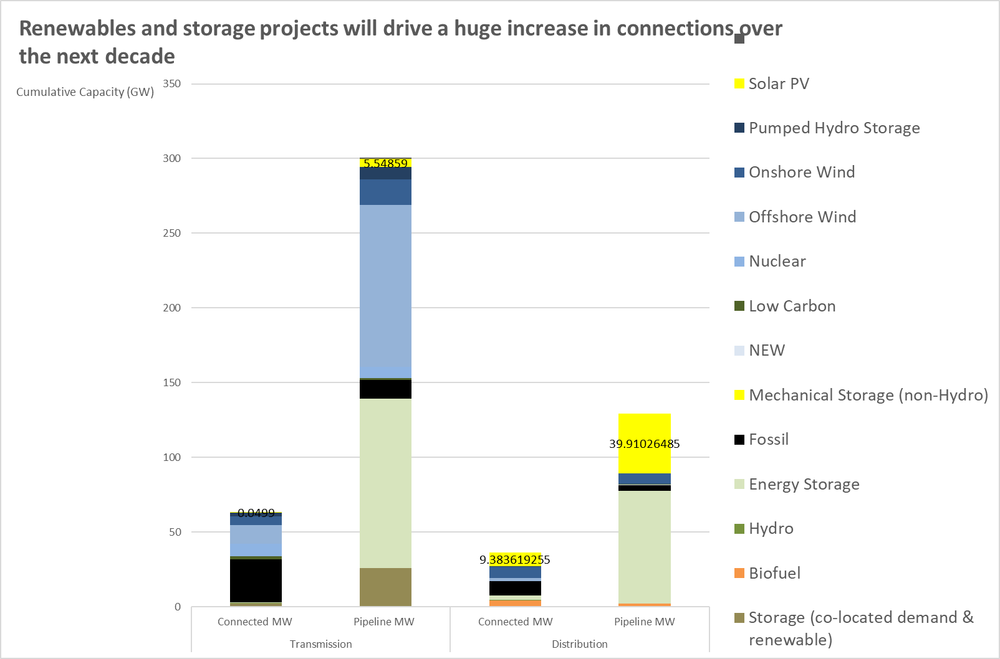 Renewables and storage projects will drive a huge increase in connections over
the next decade
Cumulative Capacity (GW)
350
300
250
200
150
100
50
0
5.54859
0.0499
9.383619255
39.91026485
Connected MW
Pipeline MW
Connected MW
Pipeline MW
Transmission
Distribution
Solar PV
Pumped Hydro Storage
Onshore Wind
Offshore Wind
Nuclear
Low Carbon
NEW
Mechanical Storage (non-Hydro)
Fossil
Energy Storage
Hydro
Biofuel
Storage (co-located demand &
renewable)